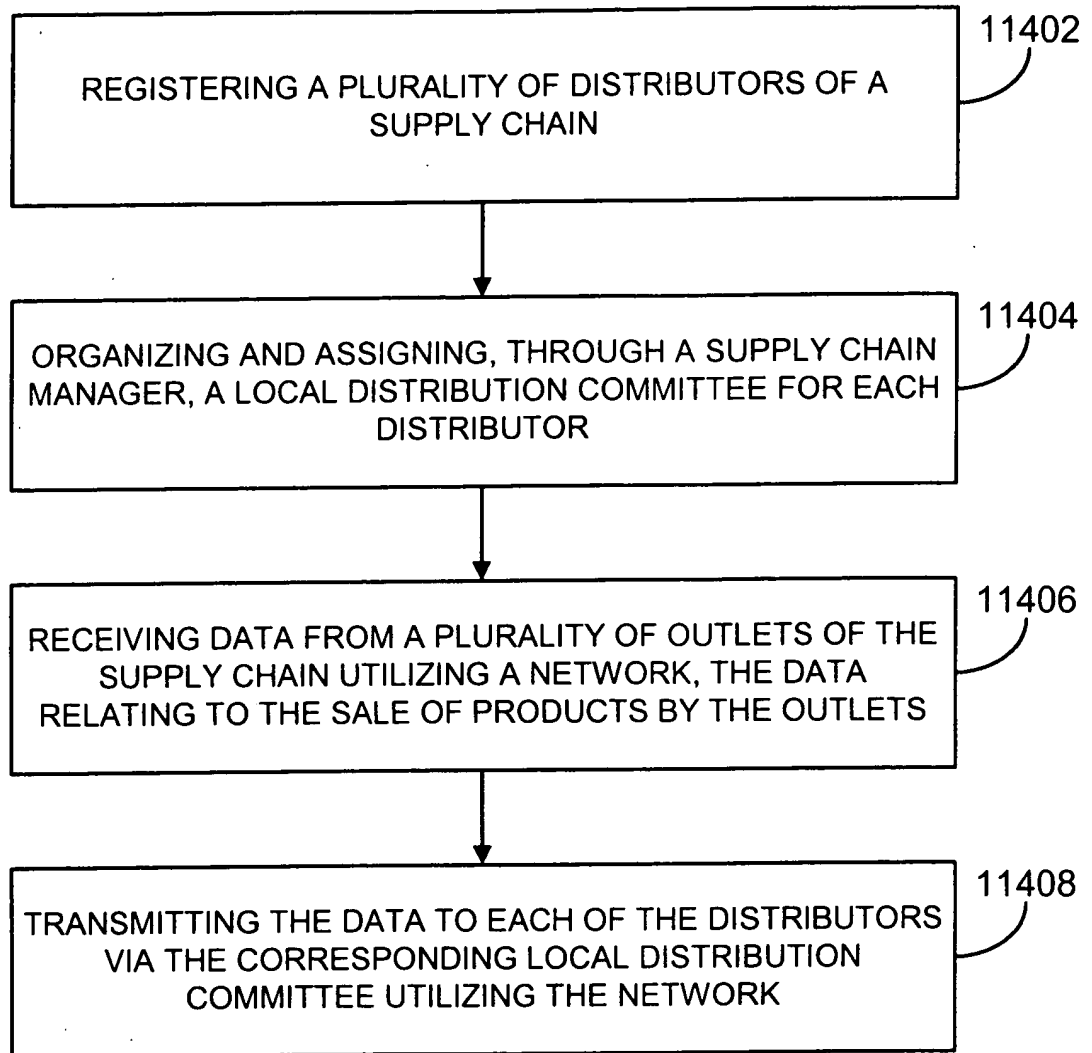 11402
REGISTERING A PLURALITY OF DISTRIBUTORS OF A
SUPPLY CHAIN
11404
ORGANIZING AND ASSIGNING, THROUGH A SUPPLY CHAIN
MANAGER, A LOCAL DISTRIBUTION COMMITTEE FOR EACH
DISTRIBUTOR
11406
RECEIVING DATA FROM A PLURALITY OF OUTLETS OF THE
SUPPLY CHAIN UTILIZING A NETWORK, THE DATA
RELATING TO THE SALE OF PRODUCTS BY THE OUTLETS
11408
TRANSMITTING THE DATA TO EACH OF THE DISTRIBUTORS
VIA THE CORRESPONDING LOCAL DISTRIBUTION
COMMITTEE UTILIZING THE NETWORK